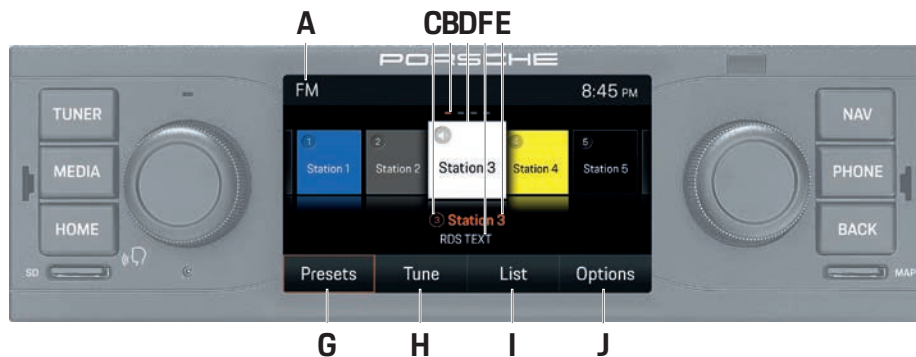 A CBDFE
PORSCHE
FM 8:45 PM
TUNER NAV
1 2 5
Station 1 Station 2 Station 3 Station 4 Station 5
MEDIA PHONE
3 Station 3
HOME RDS TEXT BACK
SD Presets Tune List Options MAP
G H I J